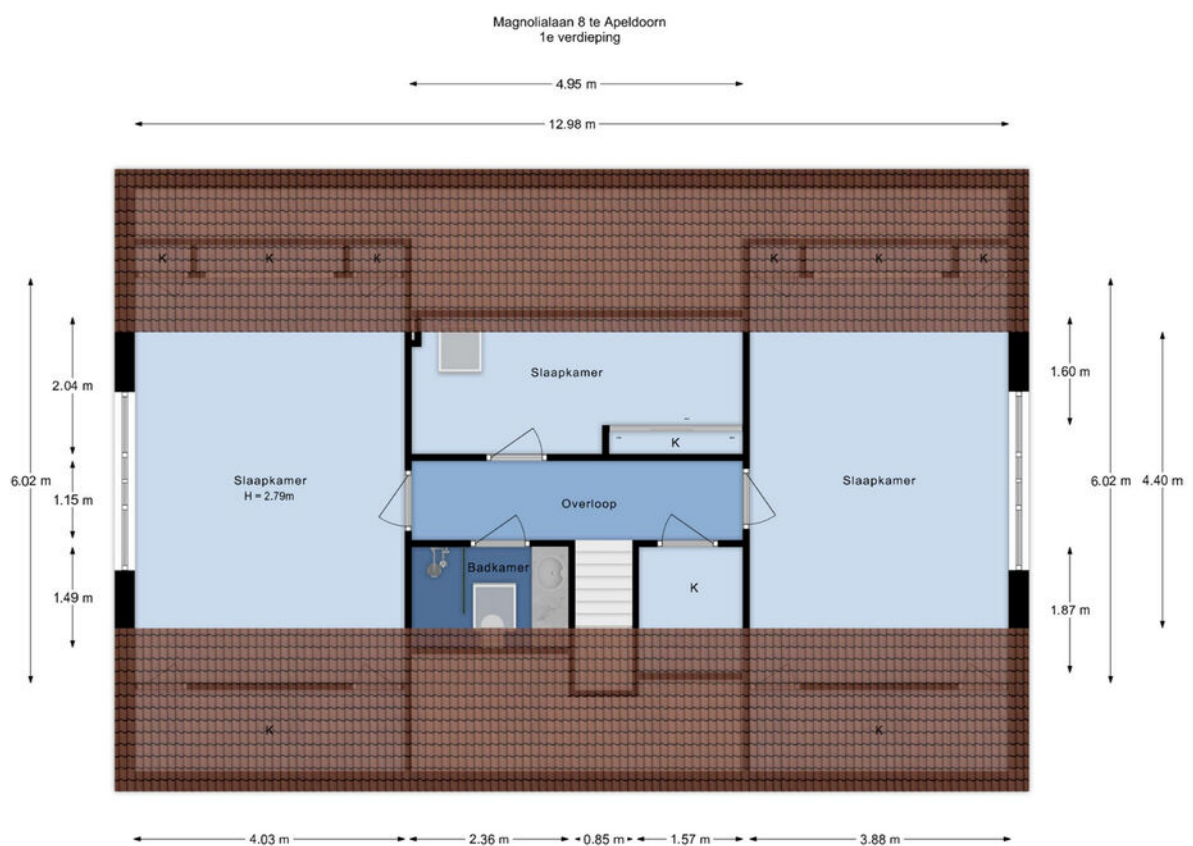 Magnolialaan 8 te Apeldoorn
1e verdieping
4.95 m
12.98 m
K K K K K K
2.04 m
1.60 m
Slaapkamer
K
6.02 m
1.15 m
Slaapkamer
H = 2.79m
Slaapkamer
6.02 m
4.40 m
Overloop
Badkamer
K
1.49 m
1.87 m
K K
4.03 m 2.36 m 0.85 m 1.57 m 3.88 m